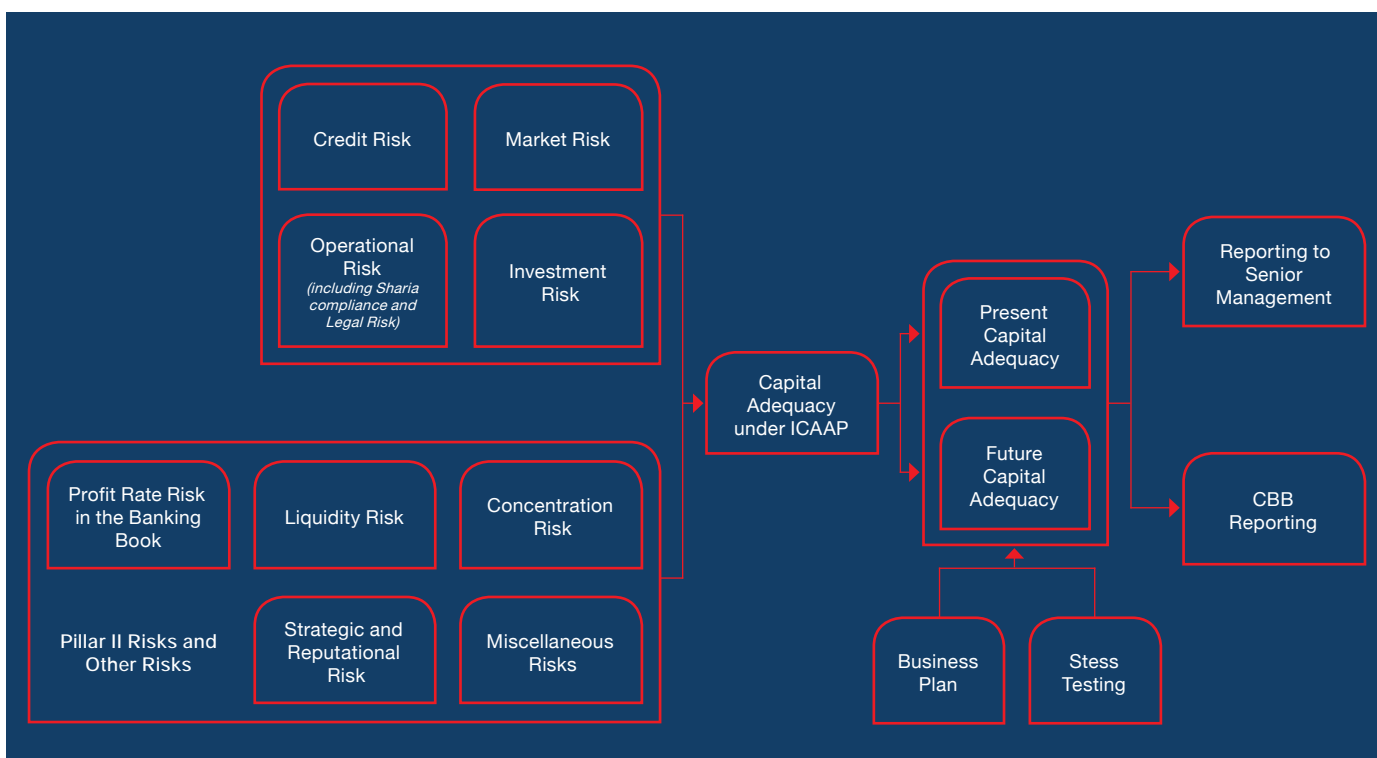 Credit Risk
Market Risk
Operational
Risk
(including Sharia
compliance and
Legal Risk)
Investment
Risk
Profit Rate Risk
in the Banking
Book
Liquidity Risk
Concentration
Risk
Pillar II Risks and
Other Risks
Strategic and
Reputational
Risk
Miscellaneous
Risks
Capital
Adequacy
under ICAAP
Present
Capital
Adequacy
Future
Capital
Adequacy
Business
Plan
Stess
Testing
Reporting to
Senior
Management
CBB
Reporting